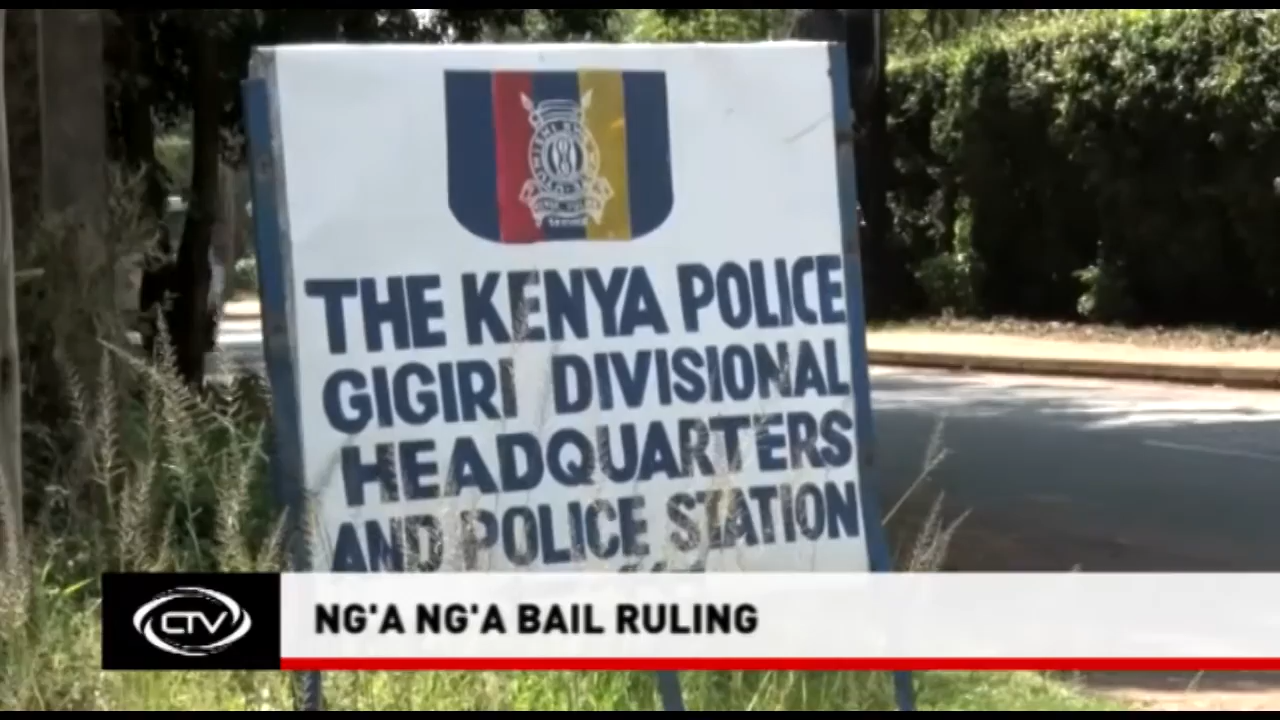 THE KENYA POLICE
GIGIRI DIVISIONAL
HEADQUARTERS
AND POLICE STATION
CTV
NG'A NG'A BAIL RULING